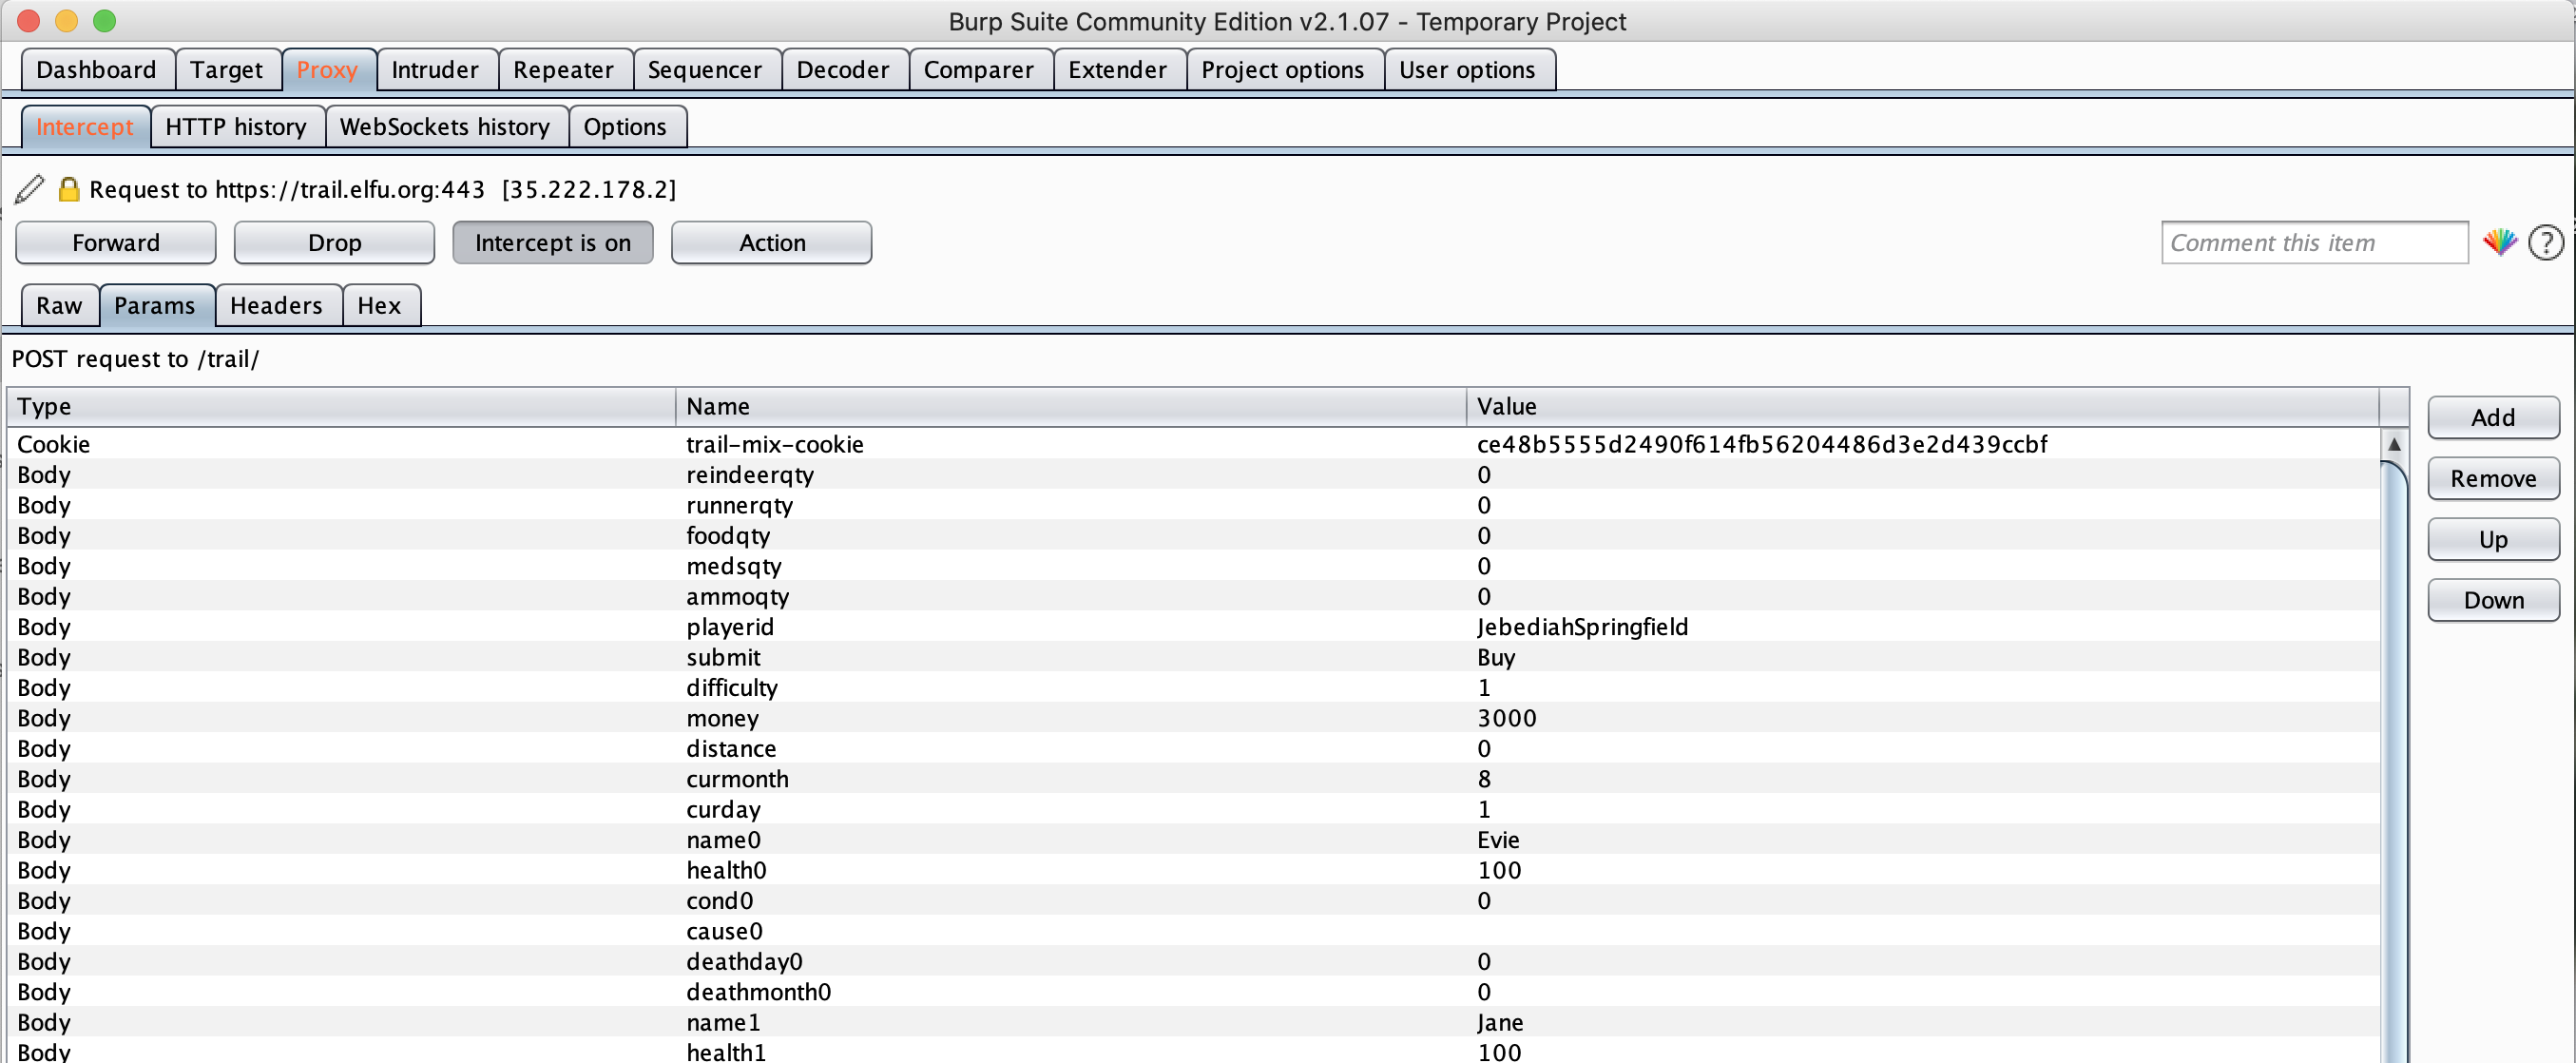 Burp Suite Community Edition v2.1.07 - Temporary Project
Dashboard Target Proxy Intruder Repeater Sequencer Decoder Comparer Extender Project options User options
Intercept HTTP history WebSockets history Options
Request to https://trail.elfu.org:443 [35.222.178.2]
Forward Drop Intercept is on Action Comment this item ?
Raw Params Headers Hex
POST request to /trail/
Type Name Value
Add
Cookie trail-mix-cookie ce48b5555d2490f614fb56204486d3e2d439ccbf
Body reindeerqty 0
Remove
Body runnerqty 0
Body foodqty 0
Up
Body medsqty 0
Body ammoqty 0
Down
Body playerid JebediahSpringfield
Body submit Buy
Body difficulty 1
Body money 3000
Body distance 0
Body curmonth 8
Body curday 1
Body name0 Evie
Body health0 100
Body cond0 0
Body cause0
Body deathday0 0
Body deathmonth0 0
Body name1 Jane
Body health1 100